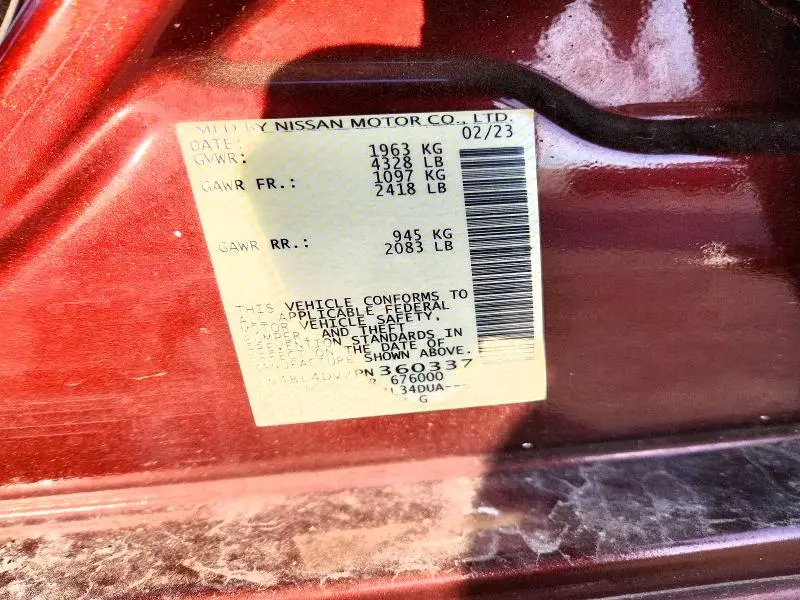 MFD BY NISSAN MOTOR CO., LTD.
DATE: 02/23
GVWR: 1963 KG
4328 LB
GAWR FR.: 1097 KG
2418 LB
GAWR RR.: 945 KG
2083 LB
THIS VEHICLE CONFORMS TO
ALL APPLICABLE FEDERAL
MOTOR VEHICLE SAFETY,
BUMPER, AND THEFT
PREVENTION STANDARDS IN
EFFECT ON THE DATE OF
MANUFACTURE SHOWN ABOVE.
PN360337
676000
L34DUA---
G